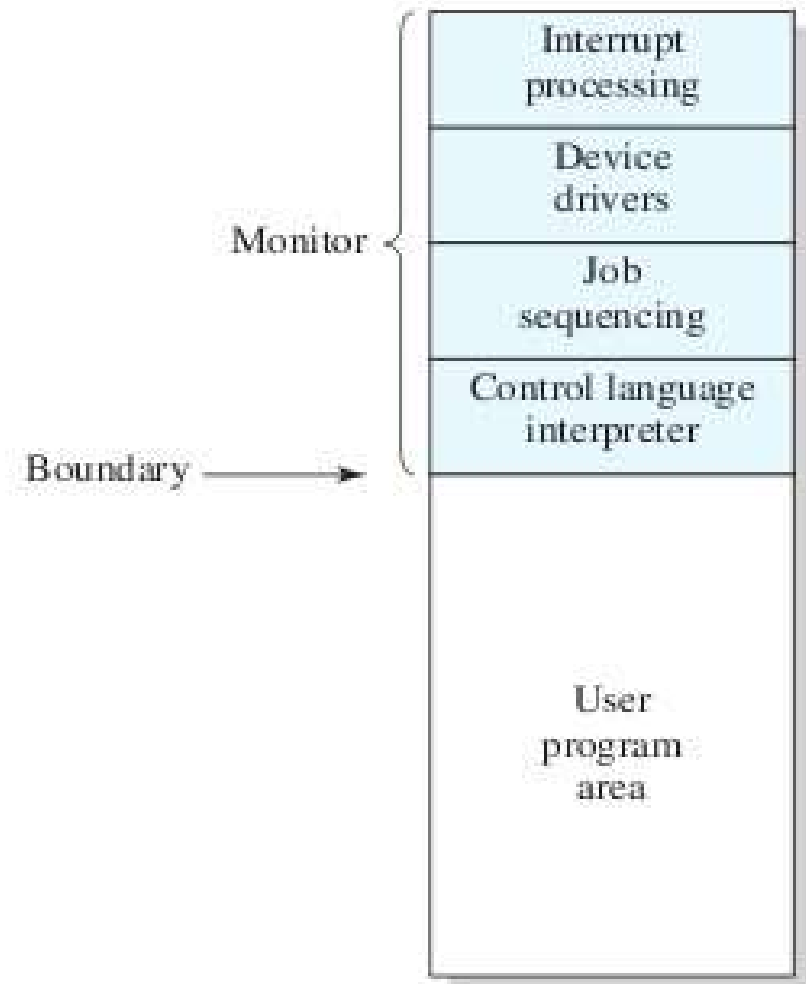 Interrupt
processing
Device
drivers
Monitor
Job
sequencing
Control language
interpreter
Boundary
User
program
area